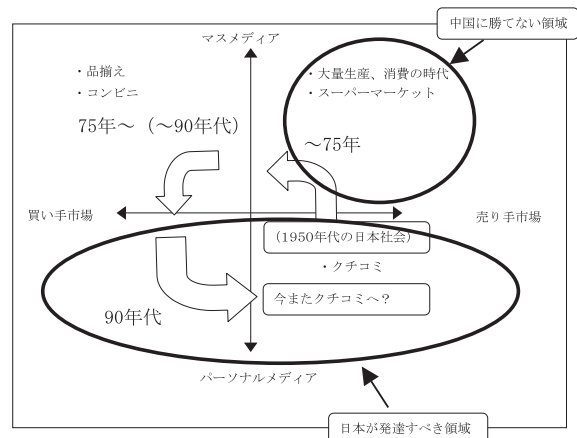 中国に勝てない領域
マスメディア
・品揃え
・コンビニ
・大量生産、消費の時代
・スーパーマーケット
75年～（～90年代）
～75年
買い手市場
売り手市場
（1950年代の日本社会）
・クチコミ
今またクチコミへ？
90年代
パーソナルメディア
日本が発達すべき領域